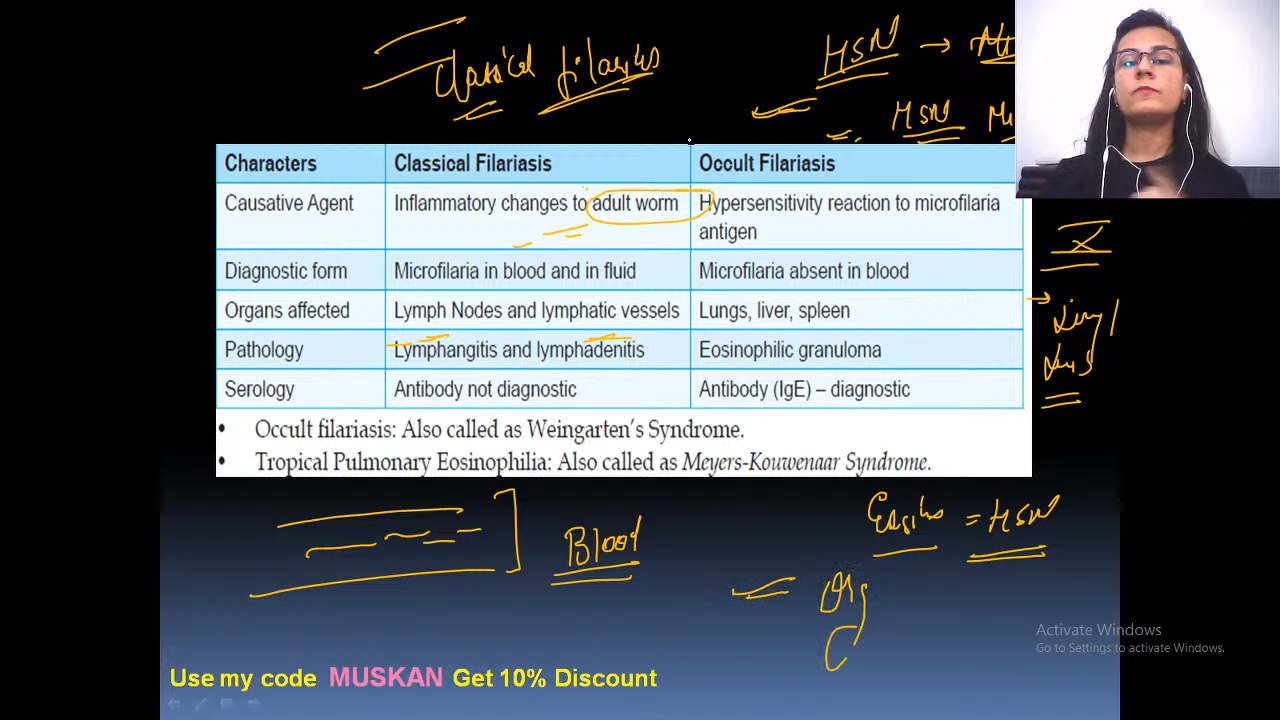 Classical filariasis
HSN →
HSN
Characters Classical Filariasis Occult Filariasis
Causative Agent Inflammatory changes to adult worm Hypersensitivity reaction to microfilaria
antigen
Diagnostic form Microfilaria in blood and in fluid Microfilaria absent in blood
Organs affected Lymph Nodes and lymphatic vessels Lungs, liver, spleen
Pathology Lymphangitis and lymphadenitis Eosinophilic granuloma
Serology Antibody not diagnostic Antibody (IgE) – diagnostic
• Occult filariasis: Also called as Weingarten's Syndrome.
• Tropical Pulmonary Eosinophilia: Also called as Meyers-Kouwenaar Syndrome.
= HSN
Blood
Activate Windows
Go to Settings to activate Windows.
Use my code MUSKAN Get 10% Discount